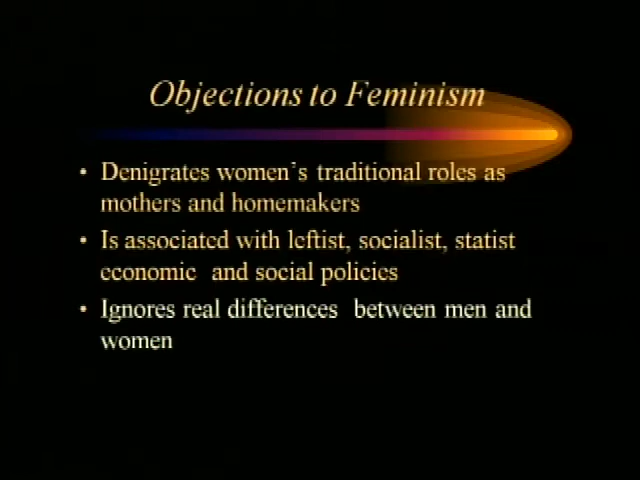 Objections to Feminism
• Denigrates women's traditional roles as
mothers and homemakers
• Is associated with leftist, socialist, statist
economic and social policies
• Ignores real differences between men and
women